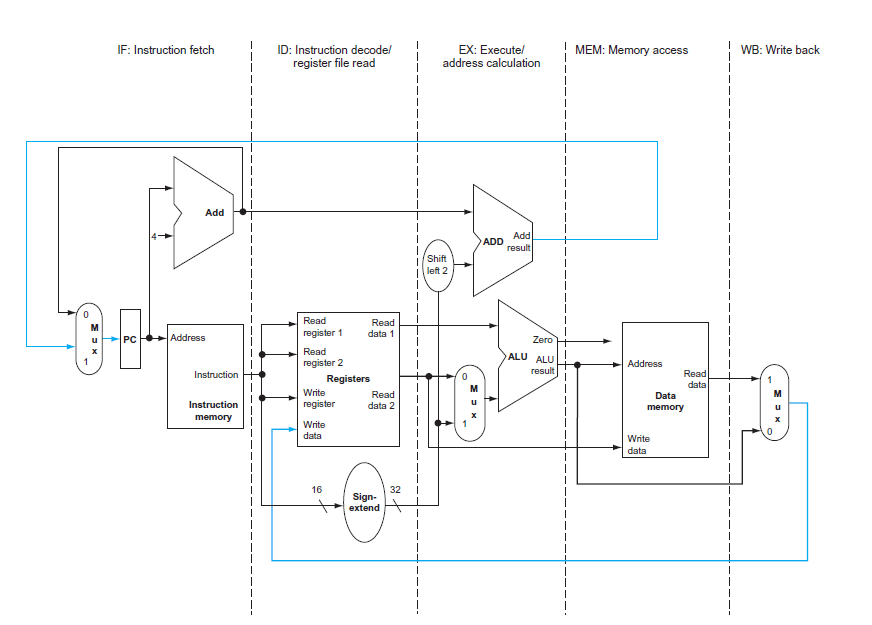 IF: Instruction fetch
ID: Instruction decode/
register file read
EX: Execute/
address calculation
MEM: Memory access
WB: Write back
Add
4
ADD
Add
result
Shift
left 2
0
M
u
x
1
PC
Address
Instruction
Instruction
memory
Read
register 1
Read
data 1
Read
register 2
Registers
Write
register
Read
data 2
Write
data
16
Sign-
extend
32
0
M
u
x
1
Zero
ALU
ALU
result
Address
Read
data
Data
memory
Write
data
1
M
u
x
0